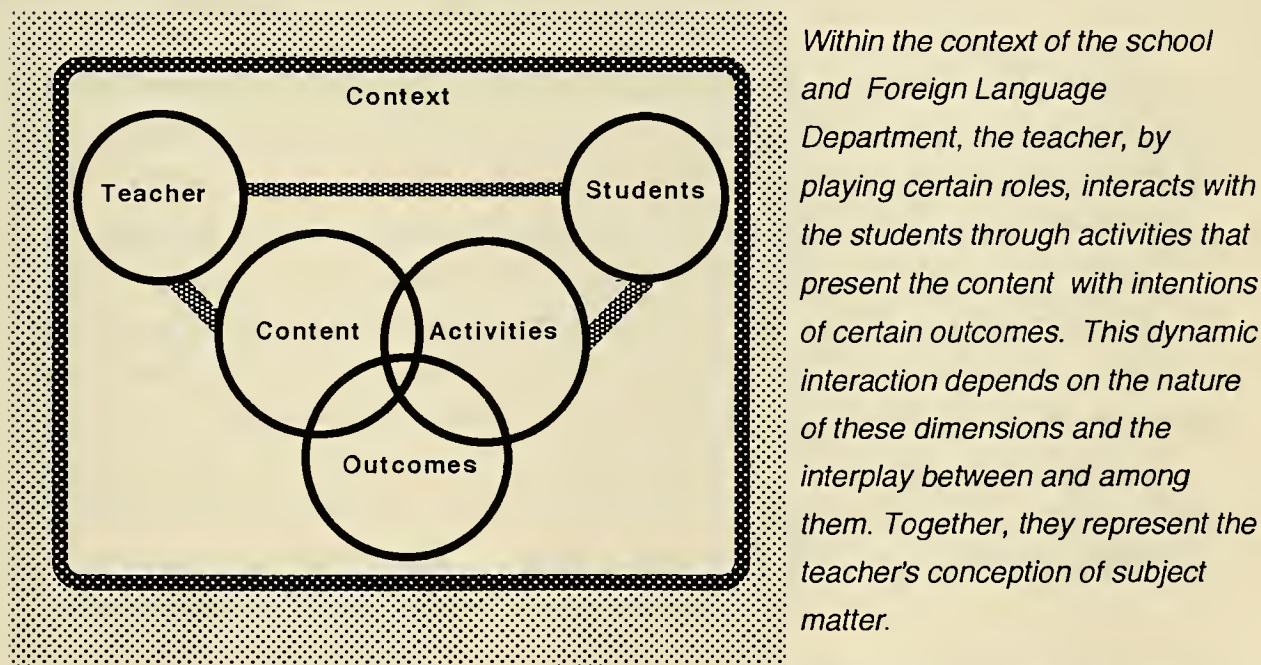 Context
Teacher
Students
Content
Activities
Outcomes
Within the context of the school
and Foreign Language
Department, the teacher, by
playing certain roles, interacts with
the students through activities that
present the content with intentions
of certain outcomes. This dynamic
interaction depends on the nature
of these dimensions and the
interplay between and among
them. Together, they represent the
teacher's conception of subject
matter.